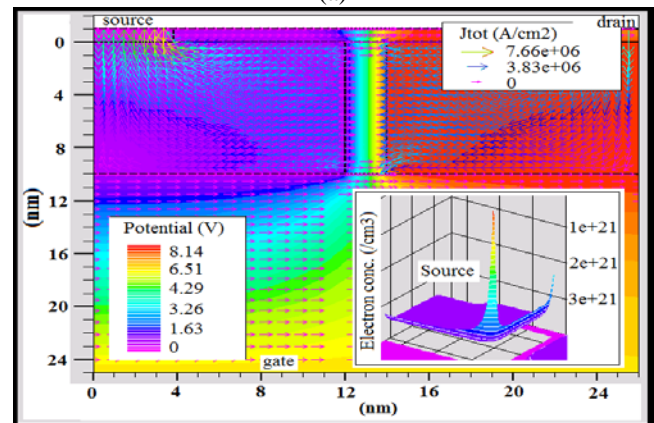 source
drain
Jtot (A/cm2)
7.66e+06
3.83e+06
0
0
4
8
12
16
20
24
(nm)
Potential (V)
8.14
6.51
4.29
3.26
1.63
0
gate
Electron conc. (/cm3)
Source
1e+21
2e+21
3e+21
0
4
8
12
16
20
24
(nm)